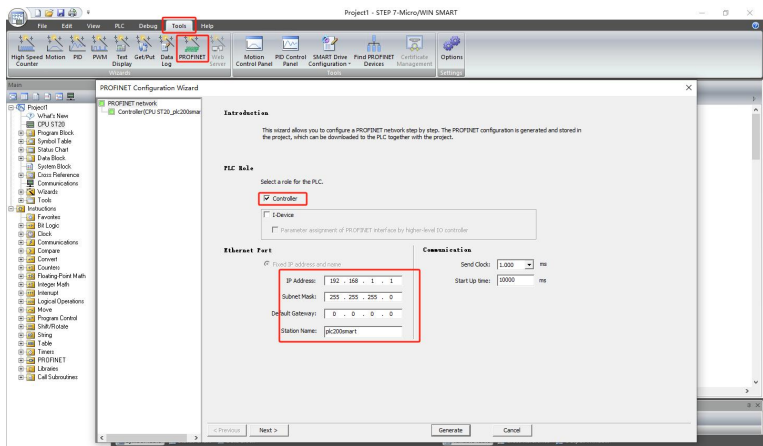 Project1 - STEP 7-Micro/WIN SMART
File Edit View PLC Debug Tools Help
High Speed Counter
Motion
PID
PWM
Text Display
Get/Put
Data Log
PROFINET
Web Server
Motion Control Panel
PID Control Panel
SMART Drive Configuration
Find PROFINET Devices
Certificate Management
Options
Wizards
Tools
Settings
Main
Project1
What's New
CPU ST20
Program Block
Symbol Table
Status Chart
Data Block
System Block
Cross Reference
Communications
Wizards
Tools
Instructions
Favorites
Bit Logic
Clock
Communications
Compare
Convert
Counters
Floating-Point Math
Integer Math
Interrupt
Logical Operations
Move
Program Control
Shift/Rotate
String
Table
Timers
PROFINET
Libraries
Call Subroutines
PROFINET Configuration Wizard
PROFINET network
Controller(CPU ST20_plc200smar
Introduction
This wizard allows you to configure a PROFINET network step by step. The PROFINET configuration is generated and stored in
the project, which can be downloaded to the PLC together with the project.
PLC Role
Select a role for the PLC.
Controller
I-Device
Parameter assignment of PROFINET interface by higher-level IO controller
Ethernet Port
Fixed IP address and name
IP Address: 192 . 168 . 1 . 1
Subnet Mask: 255 . 255 . 255 . 0
Default Gateway: 0 . 0 . 0 . 0
Station Name: plc200smart
Communication
Send Clock: 1.000 ms
Start Up time: 10000 ms
< Previous
Next >
Generate
Cancel